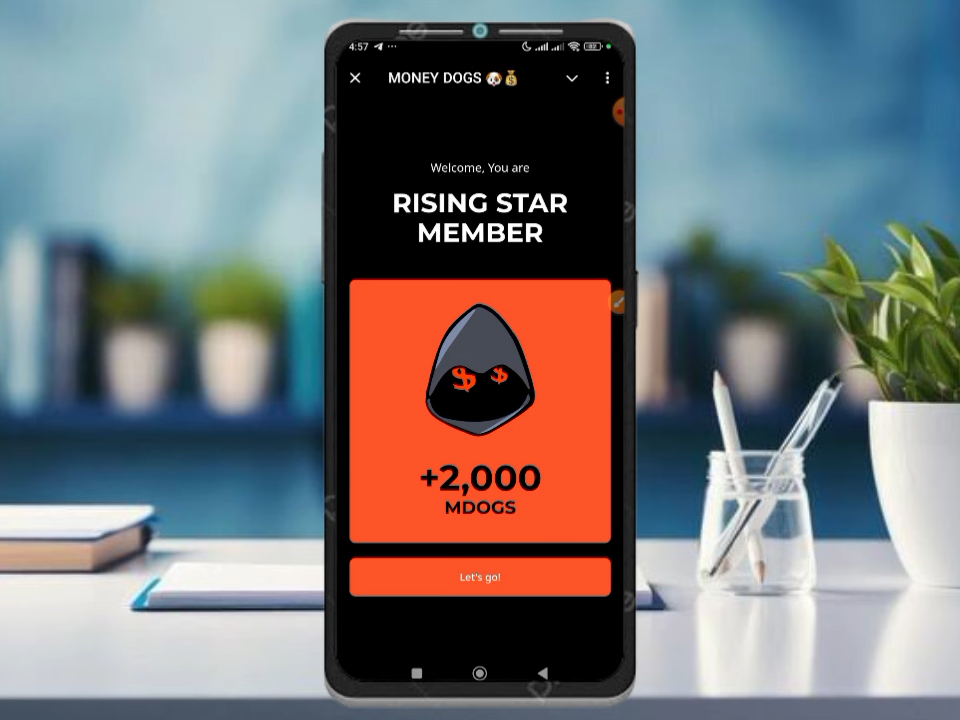 4:57
MONEY DOGS 🐶💰
Welcome, You are
RISING STAR
MEMBER
$ $
+2,000
MDOGS
Let's go!